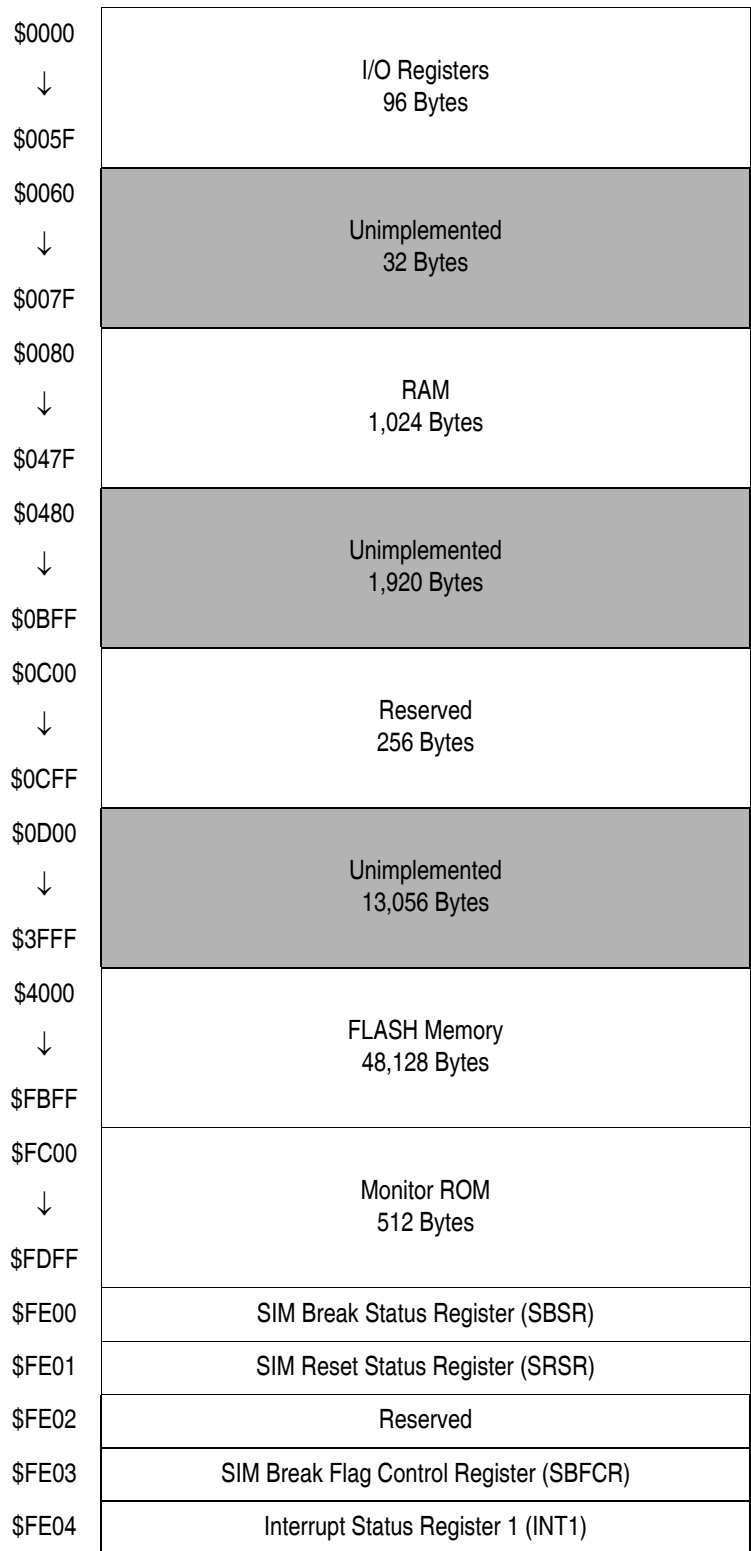 $0000
↓
$005F
I/O Registers
96 Bytes
$0060
↓
$007F
Unimplemented
32 Bytes
$0080
↓
$047F
RAM
1,024 Bytes
$0480
↓
$0BFF
Unimplemented
1,920 Bytes
$0C00
↓
$0CFF
Reserved
256 Bytes
$0D00
↓
$3FFF
Unimplemented
13,056 Bytes
$4000
↓
$FBFF
FLASH Memory
48,128 Bytes
$FC00
↓
$FDFF
Monitor ROM
512 Bytes
$FE00 SIM Break Status Register (SBSR)
$FE01 SIM Reset Status Register (SRSR)
$FE02 Reserved
$FE03 SIM Break Flag Control Register (SBFCR)
$FE04 Interrupt Status Register 1 (INT1)